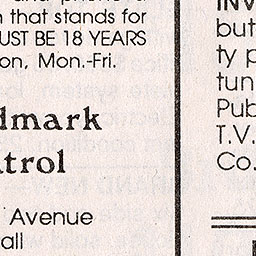 n that stands for
UST BE 18 YEARS
on, Mon.-Fri.
dmark
trol
Avenue
all
INV
but
ty p
tun
Pub
T.V.
Co.